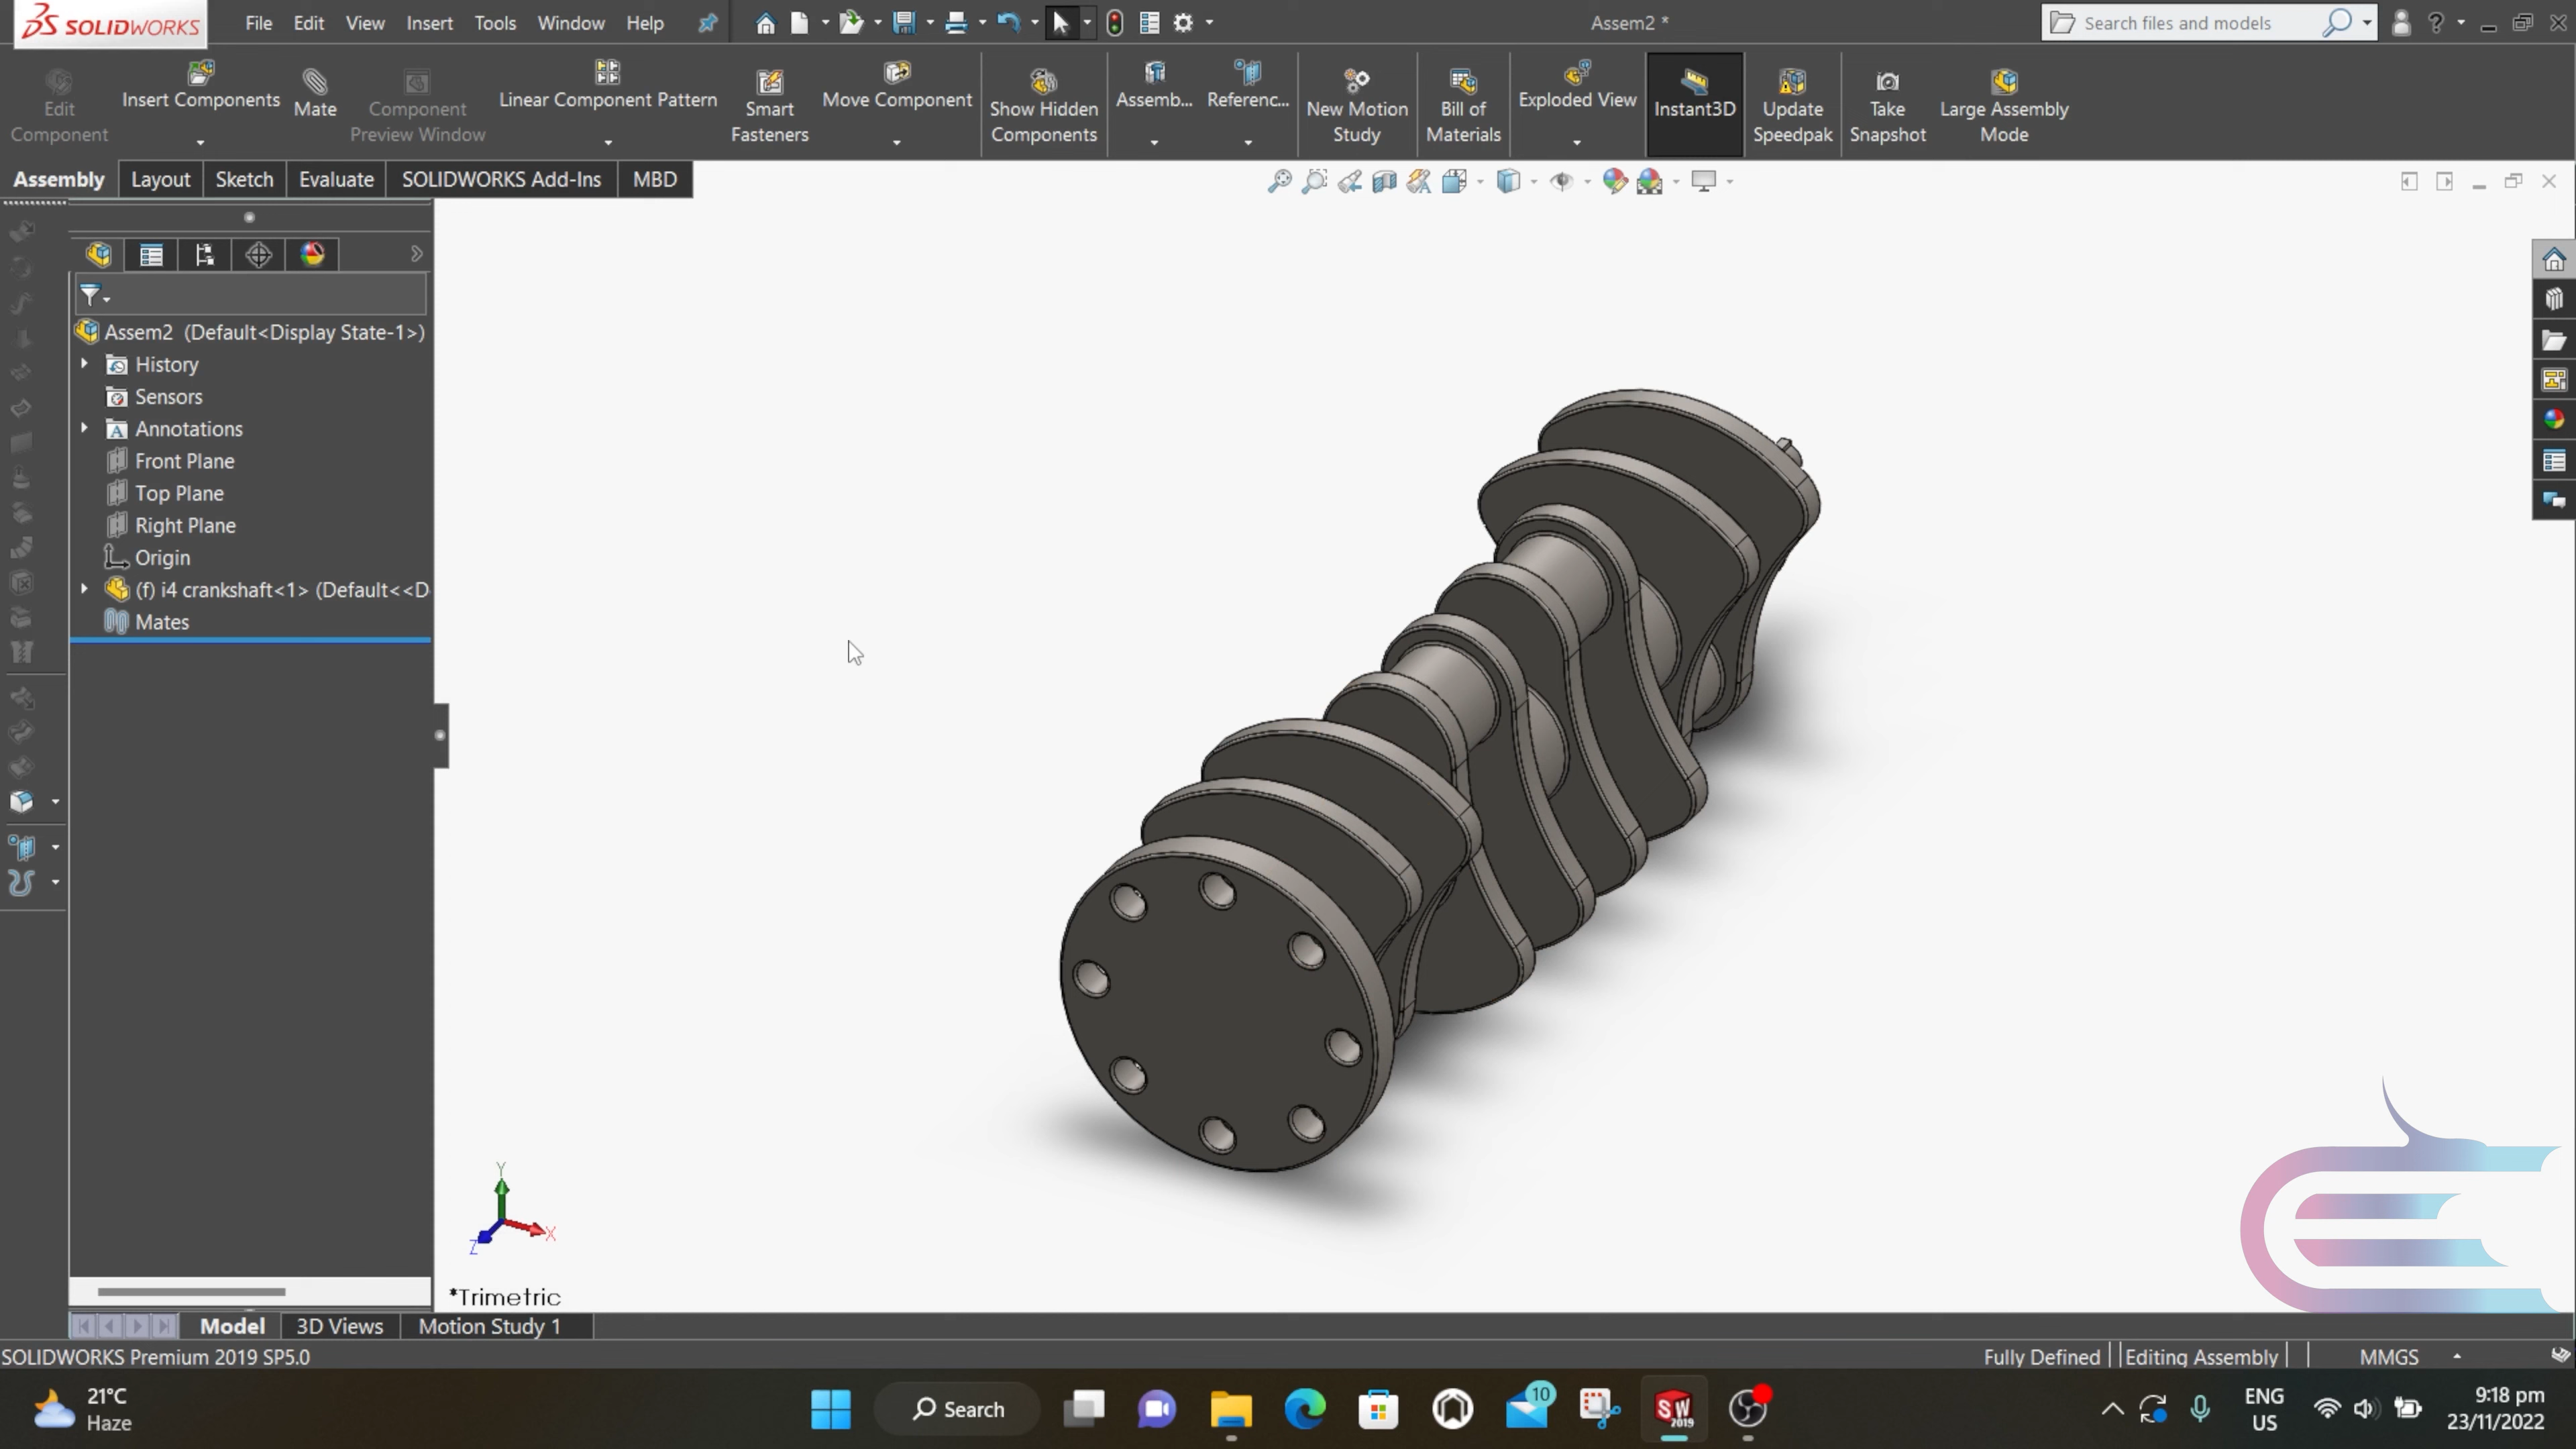 SOLIDWORKS File Edit View Insert Tools Window Help Assem2 * Search files and models
Edit Component
Insert Components
Mate
Component Preview Window
Linear Component Pattern
Smart Fasteners
Move Component
Show Hidden Components
Assemb...
Referenc...
New Motion Study
Bill of Materials
Exploded View
Instant3D
Update Speedpak
Take Snapshot
Large Assembly Mode
Assembly Layout Sketch Evaluate SOLIDWORKS Add-Ins MBD
Assem2 (Default<Display State-1>)
History
Sensors
A Annotations
Front Plane
Top Plane
Right Plane
Origin
(f) i4 crankshaft<1> (Default<<D
Mates
Y
X
Z
*Trimetric
Model 3D Views Motion Study 1
SOLIDWORKS Premium 2019 SP5.0 Fully Defined Editing Assembly MMGS
21°C
Haze
Search
10
SW
2019
ENG
US
9:18 pm
23/11/2022